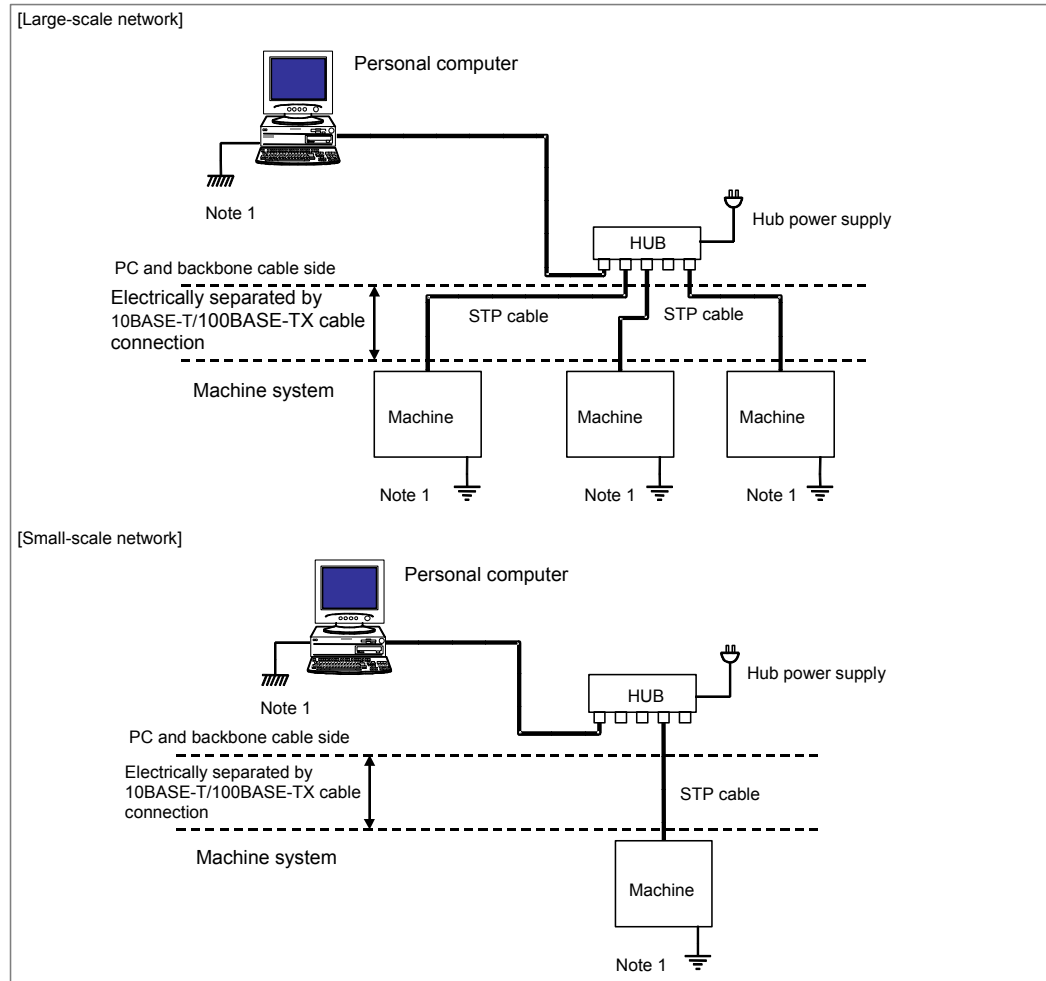 [Large-scale network]
Personal computer
Note 1
Hub power supply
HUB
PC and backbone cable side
Electrically separated by
10BASE-T/100BASE-TX cable
connection
STP cable
STP cable
Machine system
Machine
Machine
Machine
Note 1
Note 1
Note 1
[Small-scale network]
Personal computer
Note 1
Hub power supply
HUB
PC and backbone cable side
Electrically separated by
10BASE-T/100BASE-TX cable
connection
STP cable
Machine system
Machine
Note 1